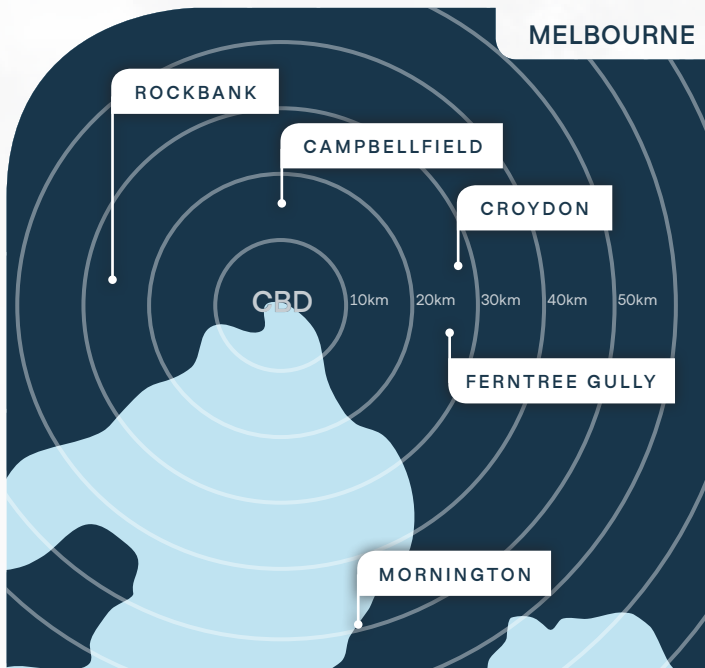 MELBOURNE
ROCKBANK
CAMPBELLFIELD
CROYDON
CBD
10km 20km 30km 40km 50km
FERNTREE GULLY
MORNINGTON